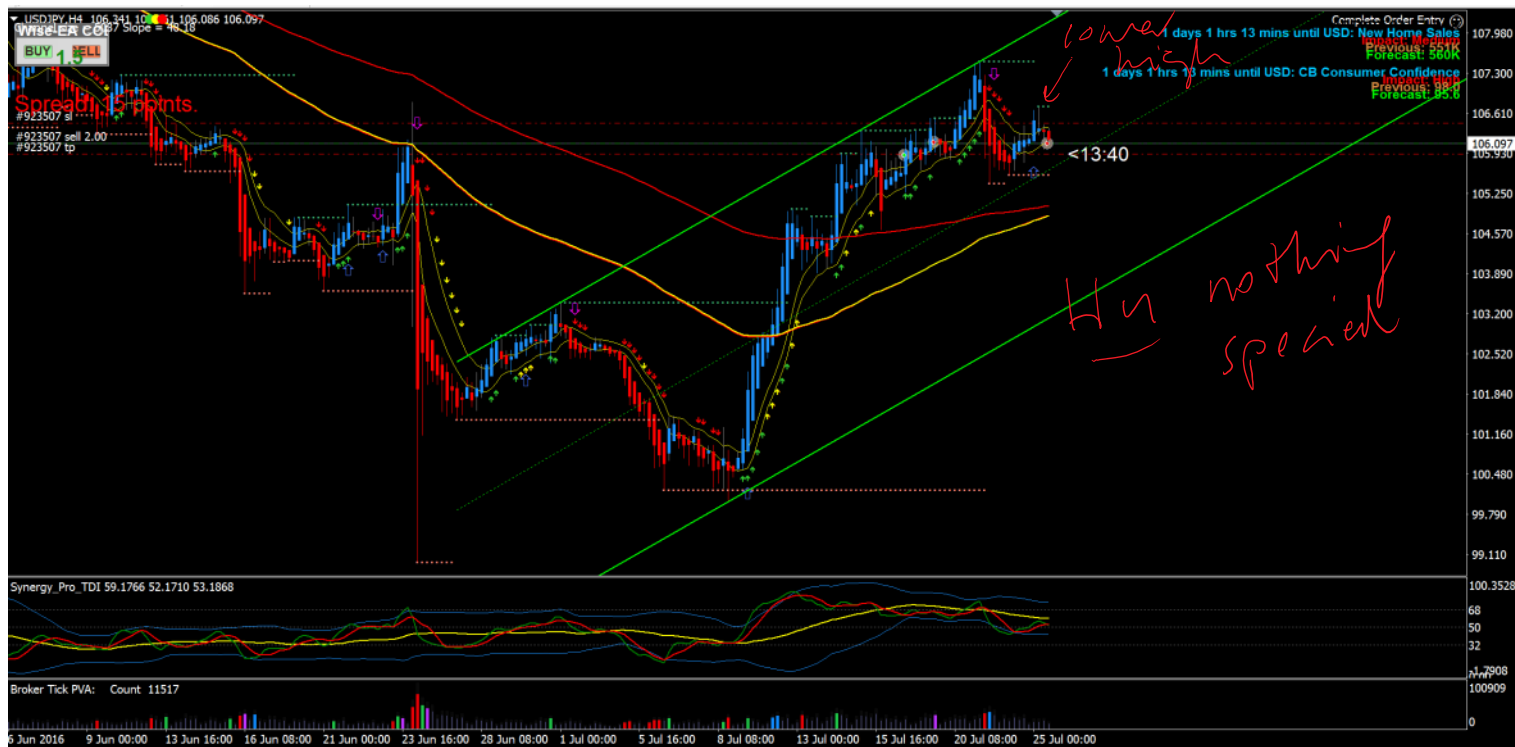 USDJPY,H4 106.341 106.086 106.097
Slope = 48.18
Wise-EA CO
BUY
SELL
1.5
Spread: 15 points.
#923507 sl
#923507 sell 2.00
#923507 tp
Complete Order Entry
1 days 1 hrs 13 mins until USD: New Home Sales
Impact: Medium
Previous: 551K
Forecast: 560K
1 days 1 hrs 13 mins until USD: CB Consumer Confidence
Impact: High
Previous: 98.0
Forecast: 95.6
lower
high
<13:40
H4 nothing
special
107.980
107.300
106.610
106.097
105.930
105.250
104.570
103.890
103.200
102.520
101.840
101.160
100.480
99.790
99.110
Synergy_Pro_TDI 59.1766 52.1710 53.1868
100.3528
68
50
32
-1.7908
Broker Tick PVA: Count 11517
100909
0
6 Jun 2016
9 Jun 00:00
13 Jun 16:00
16 Jun 08:00
21 Jun 00:00
23 Jun 16:00
28 Jun 08:00
1 Jul 00:00
5 Jul 16:00
8 Jul 08:00
13 Jul 00:00
15 Jul 16:00
20 Jul 08:00
25 Jul 00:00